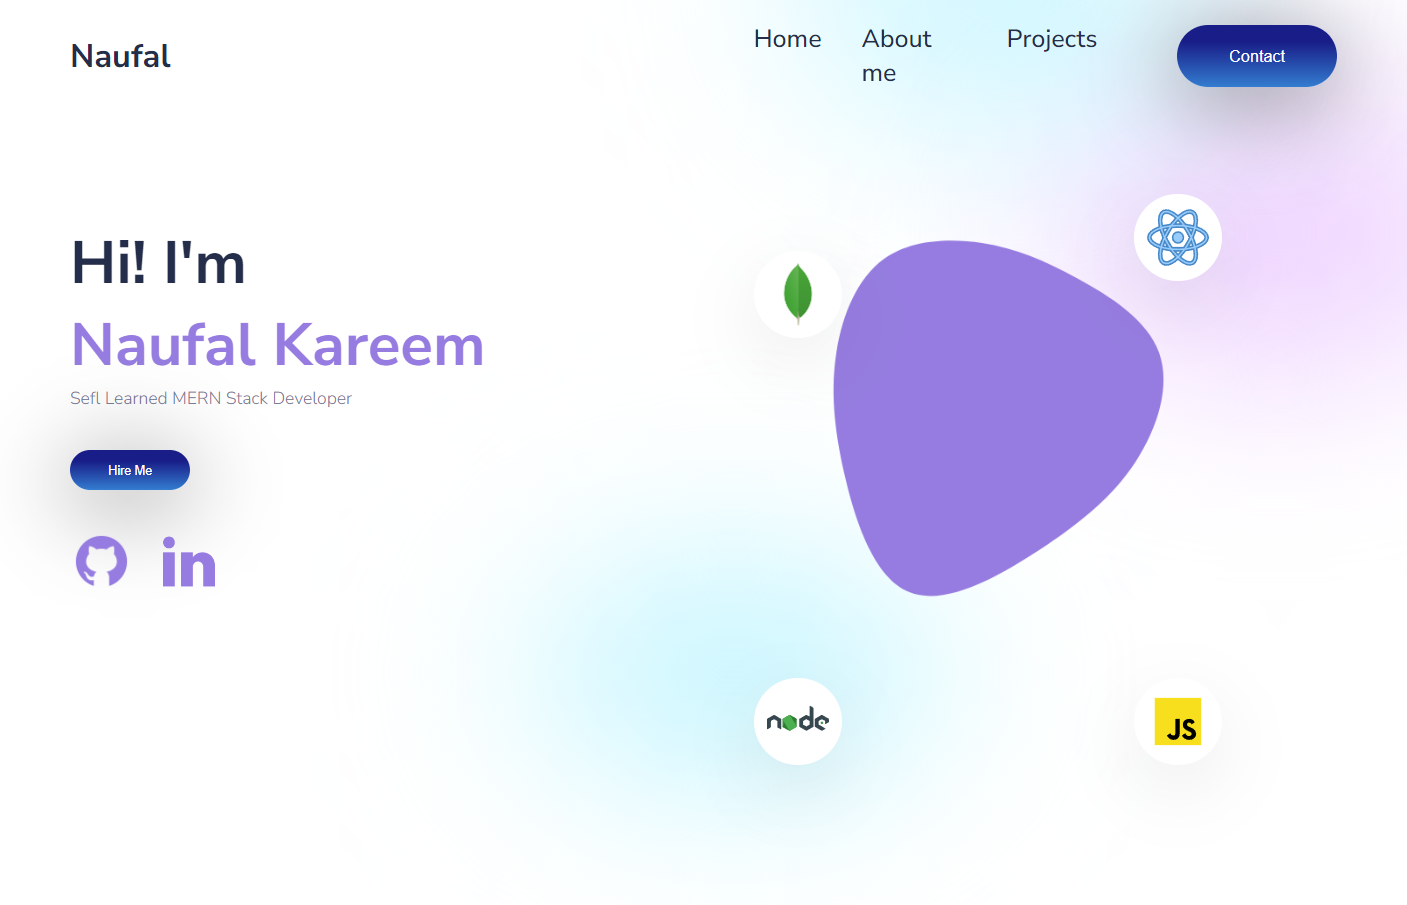 Naufal
Home
About
me
Projects
Contact
Hi! I'm
Naufal Kareem
Sefl Learned MERN Stack Developer
Hire Me
in
node
JS